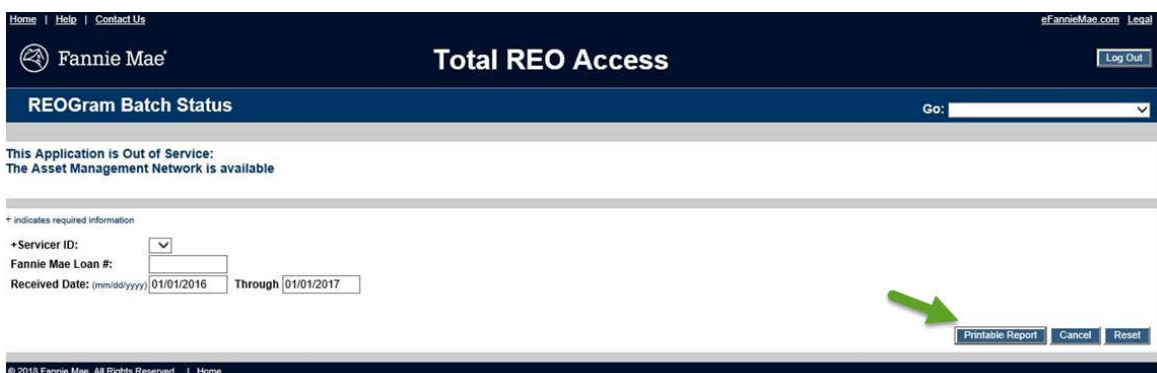 Home | Help | Contact Us
eFannieMae.com Legal
Fannie Mae®
Total REO Access
Log Out
REOGram Batch Status
Go:
This Application is Out of Service:
The Asset Management Network is available
+ indicates required information
+Servicer ID:
Fannie Mae Loan #:
Received Date: (mm/dd/yyyy) 01/01/2016 Through 01/01/2017
Printable Report Cancel Reset
© 2018 Fannie Mae. All Rights Reserved. | Home